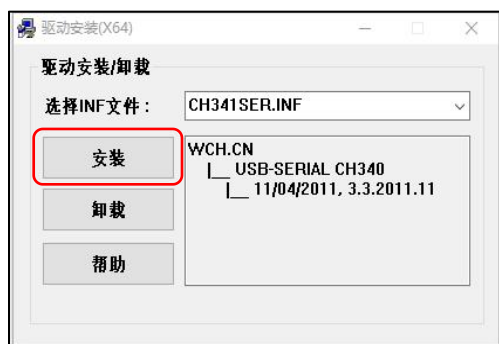 驱动安装(X64)
驱动安装/卸载
选择INF文件：
CH341SER.INF
安装
WCH.CN
|__ USB-SERIAL CH340
|__ 11/04/2011, 3.3.2011.11
卸载
帮助